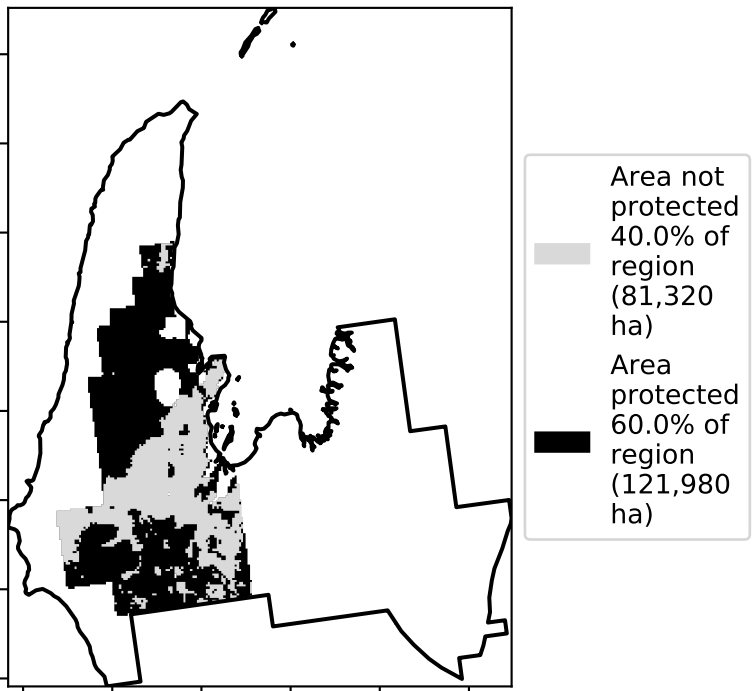 Area not
protected
40.0% of
region
(81,320
ha)
Area
protected
60.0% of
region
(121,980
ha)